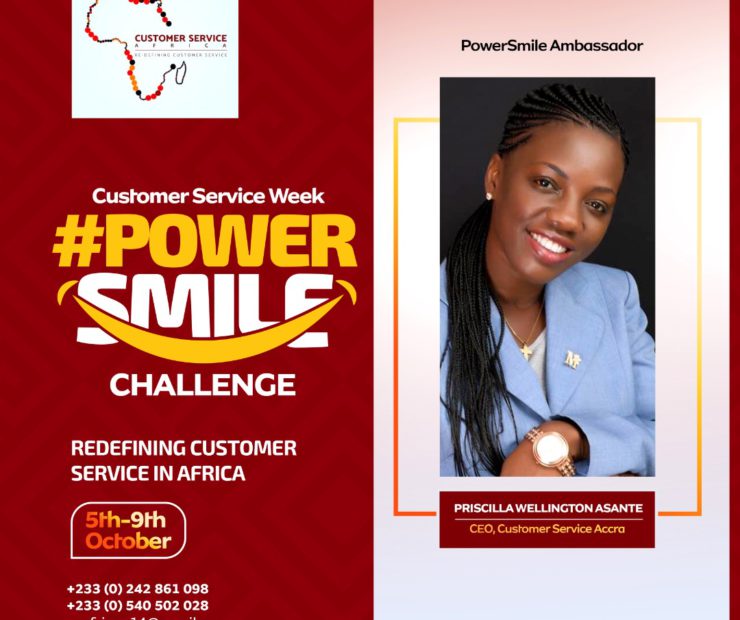 CUSTOMER SERVICE
AFRICA
RE-DEFINING CUSTOMER SERVICE
Customer Service Week
#POWER
SMILE
CHALLENGE
REDEFINING CUSTOMER
SERVICE IN AFRICA
5th-9th
October
+233 (0) 242 861 098
+233 (0) 540 502 028
PowerSmile Ambassador
M
PRISCILLA WELLINGTON ASANTE
CEO, Customer Service Accra